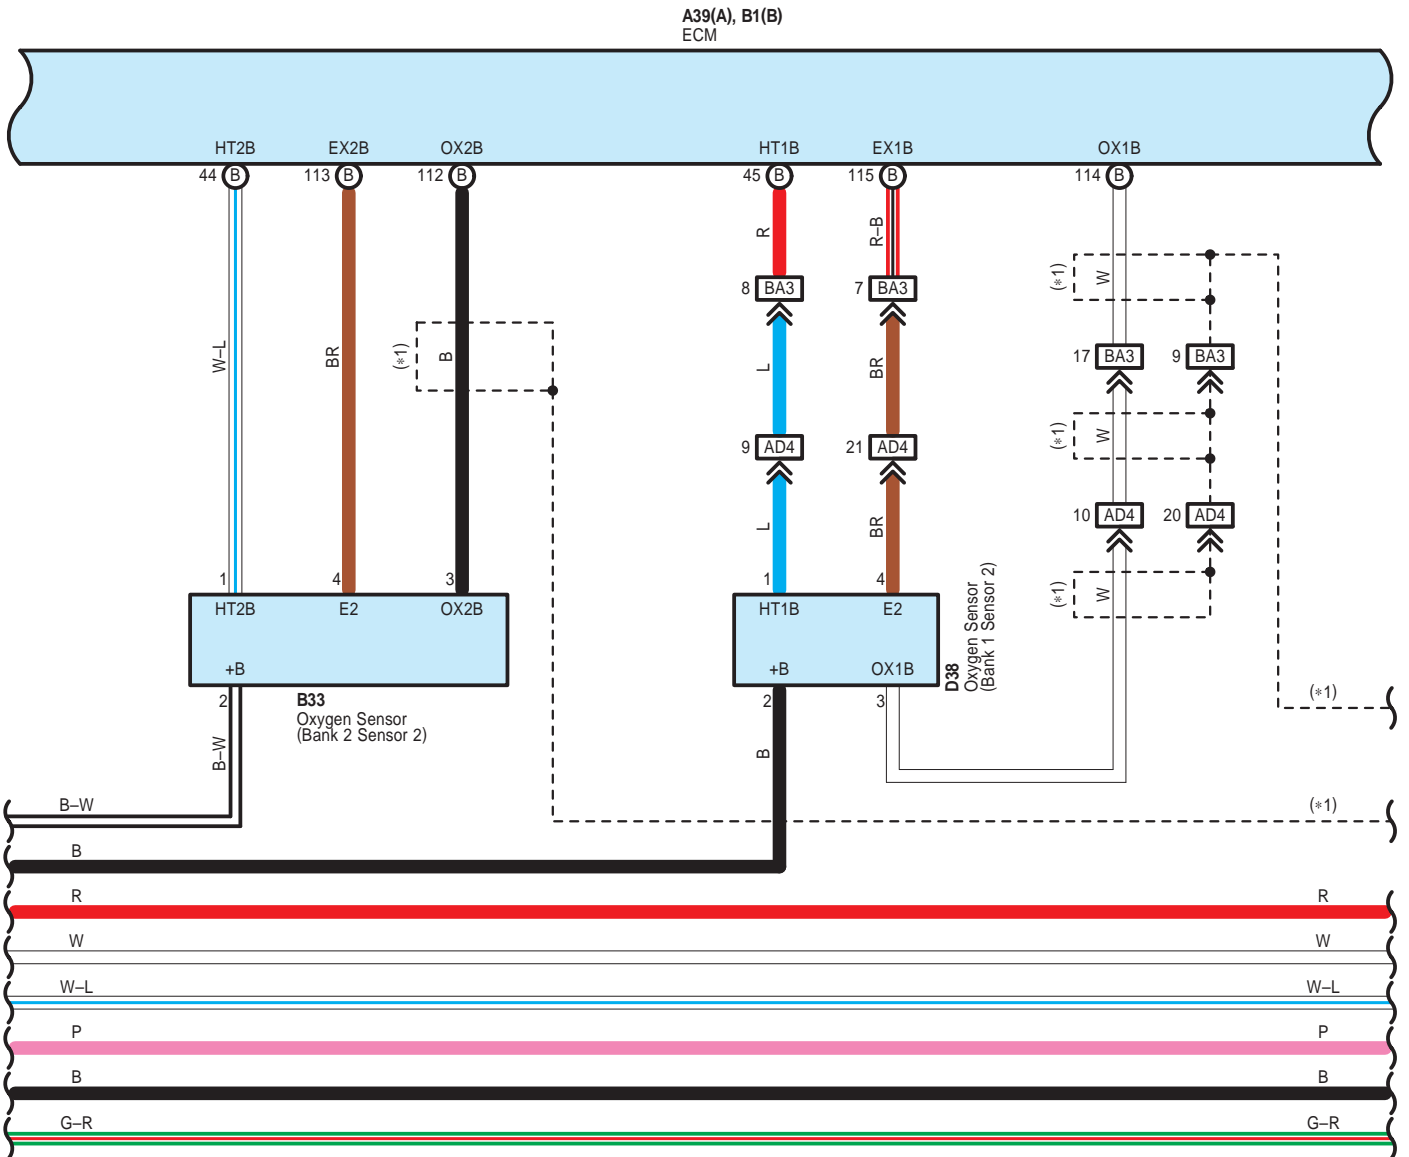 A39(A), B1(B)
ECM
HT2B EX2B OX2B HT1B EX1B OX1B
44 B 113 B 112 B 45 B 115 B 114 B
R R–B
(∗1) W
8 BA3 7 BA3
W–L BR (∗1) B L BR
17 BA3 9 BA3
(∗1) W
9 AD4 21 AD4
10 AD4 20 AD4
L BR
1 4 3 1 4
(∗1) W
HT2B E2 OX2B HT1B E2
+B +B OX1B
D38
Oxygen Sensor
(Bank 1 Sensor 2)
2 2 3
B33
Oxygen Sensor
(Bank 2 Sensor 2)
(∗1)
B–W B
B–W (∗1)
B
R R
W W
W–L W–L
P P
B B
G–R G–R